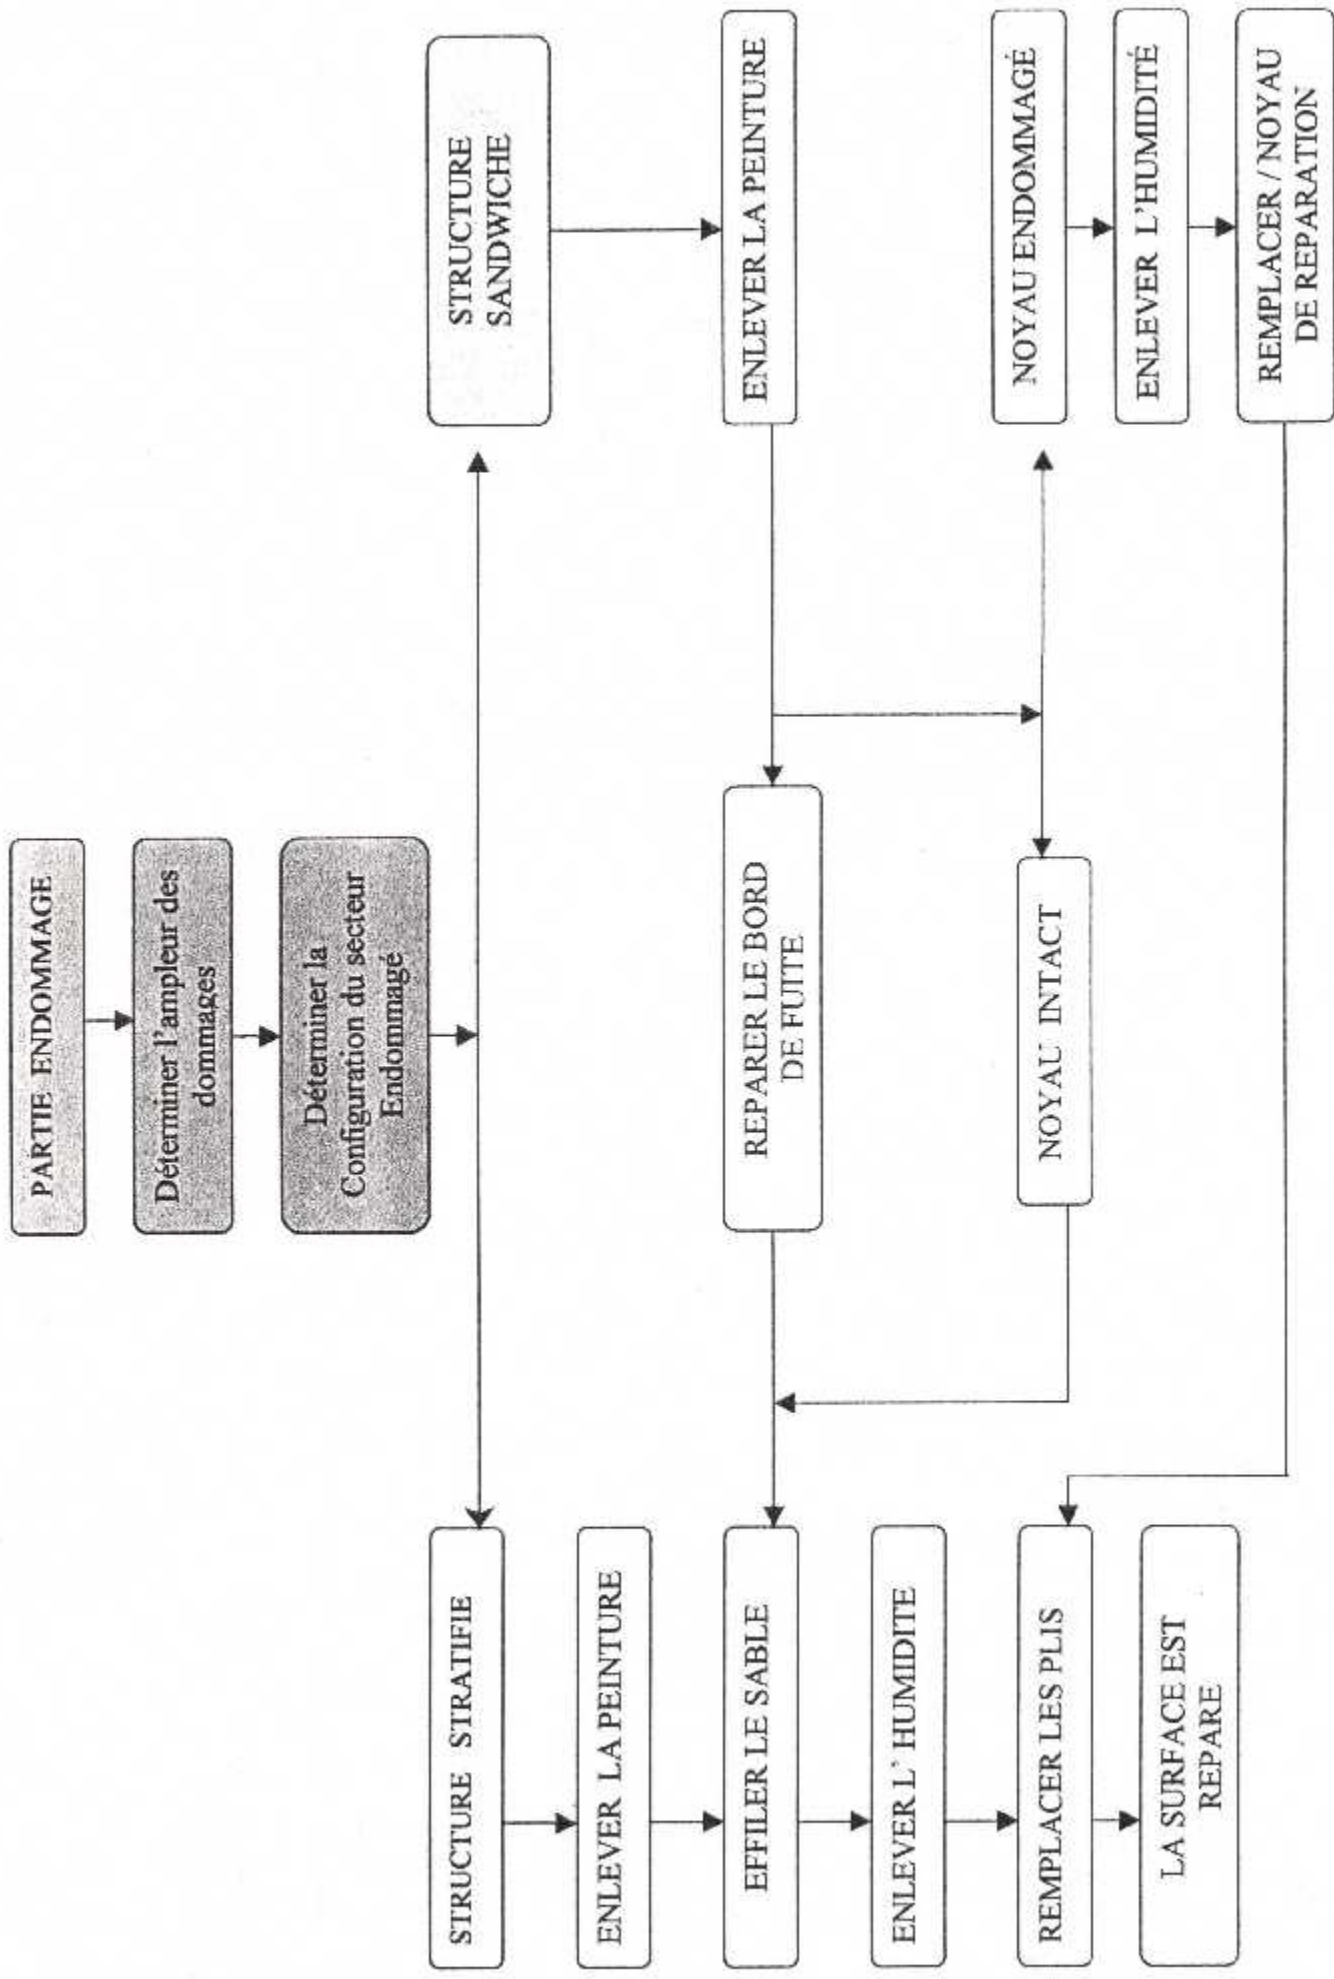 PARTIE ENDOMMAGE
Déterminer l'ampleur des
dommages
Déterminer la
Configuration du secteur
Endommagé
STRUCTURE STRATIFIE
ENLEVER LA PEINTURE
EFFILER LE SABLE
ENLEVER L' HUMIDITE
REMPLACER LES PLIS
LA SURFACE EST
REPARE
STRUCTURE
SANDWICHE
ENLEVER LA PEINTURE
REPARER LE BORD
DE FUITE
NOYAU INTACT
NOYAU ENDOMMAGÉ
ENLEVER L'HUMIDITÉ
REMPLACER / NOYAU
DE REPARATION